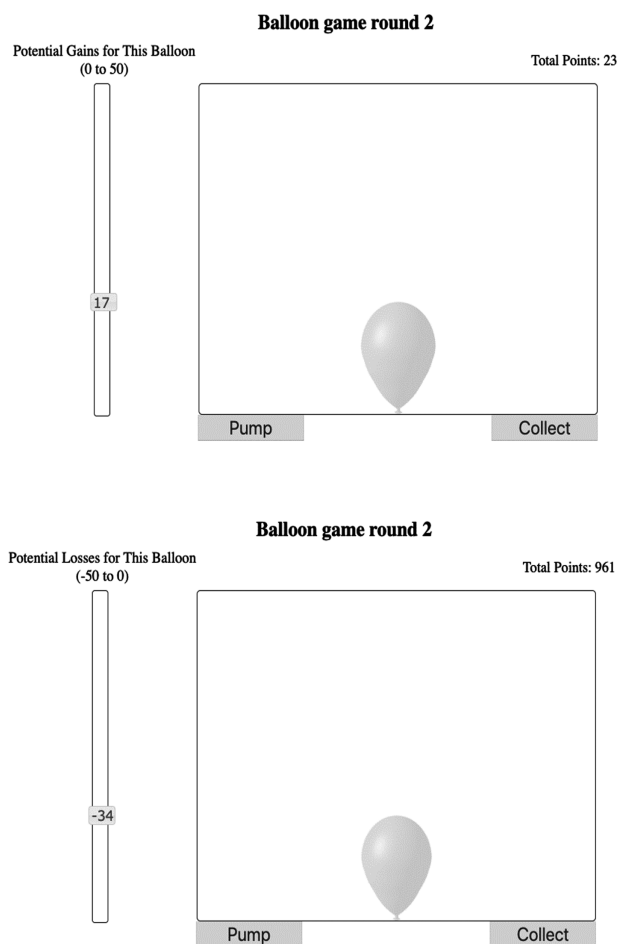 Balloon game round 2
Potential Gains for This Balloon
(0 to 50)
Total Points: 23
17
Pump
Collect
Balloon game round 2
Potential Losses for This Balloon
(-50 to 0)
Total Points: 961
-34
Pump
Collect